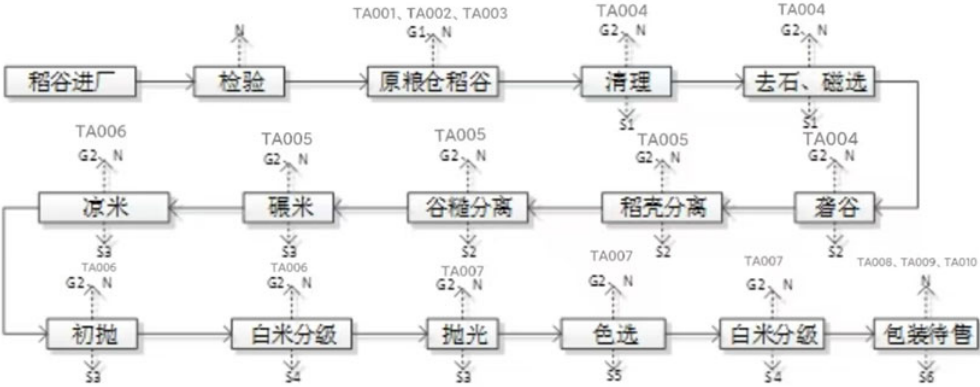 TA001、TA002、TA003 TA004 TA004
N G1、N G2、N G2、N
稻谷进厂 检验 原粮仓稻谷 清理 去石、磁选
S1 S1
TA006 TA005 TA005 TA005 TA004
G2、N G2、N G2、N G2、N G2、N
凉米 碾米 谷糙分离 稻壳分离 砻谷
S3 S3 S2 S2 S2
TA006 TA006 TA007 TA007 TA007 TA008、TA009、TA010
G2、N G2、N G2、N G2、N G2、N N
初抛 白米分级 抛光 色选 白米分级 包装待售
S3 S4 S3 S5 S4 S6